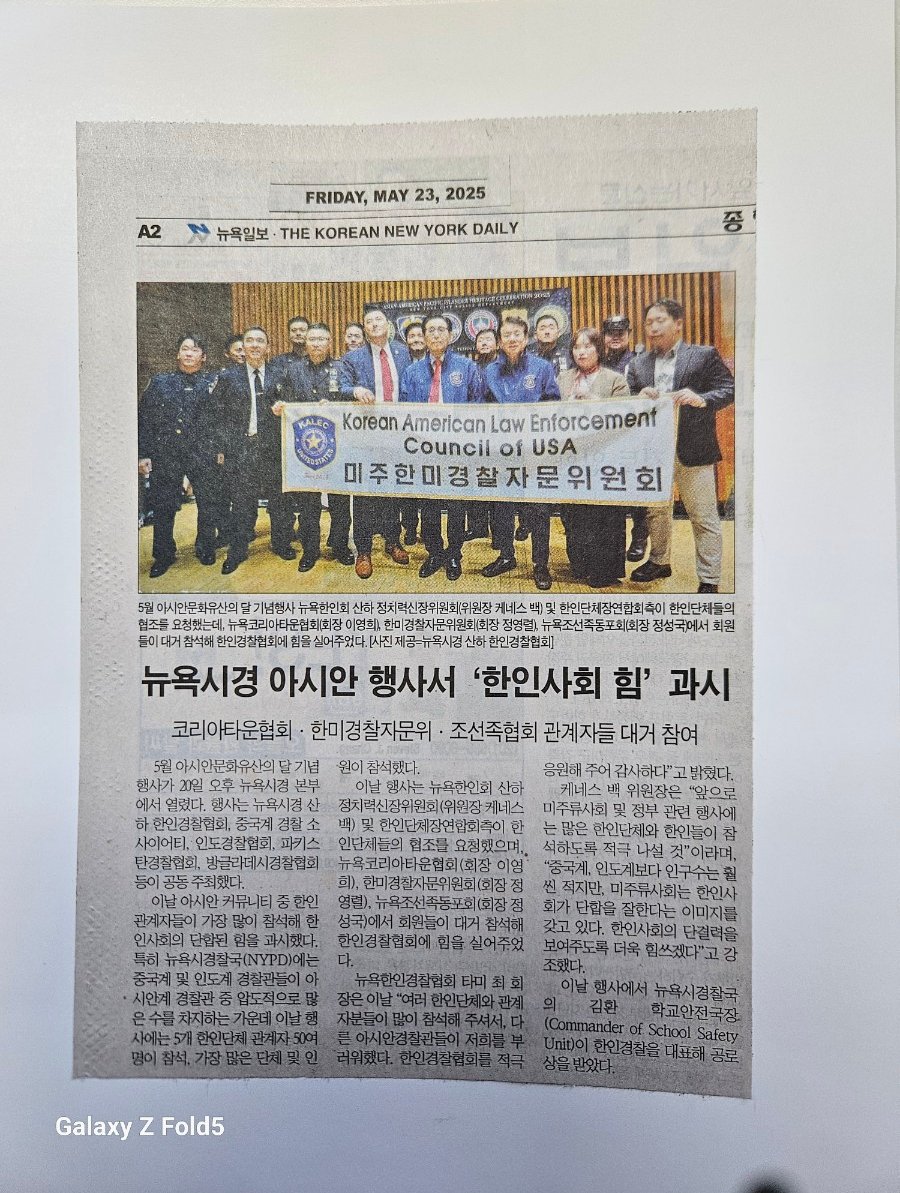 FRIDAY, MAY 23, 2025
A2 뉴욕일보 · THE KOREAN NEW YORK DAILY
종
ASIAN AMERICAN PACIFIC ISLANDER HERITAGE CELEBRATION 2025
NEW YORK CITY POLICE DEPARTMENT
KALEC
UNITED STATES
Korean American Law Enforcement
Council of USA
미주한미경찰자문위원회
5월 아시안문화유산의 달 기념행사 뉴욕한인회 산하 정치력신장위원회(위원장 케네스 백) 및 한인단체장연합회측이 한인단체들의
협조를 요청했는데, 뉴욕코리아타운협회(회장 이영희), 한미경찰자문위원회(회장 정영렬), 뉴욕조선족동포회(회장 정성국)에서 회원
들이 대거 참석해 한인경찰협회에 힘을 실어주었다. [사진 제공=뉴욕시경 산하 한인경찰협회]
뉴욕시경 아시안 행사서 ‘한인사회 힘’ 과시
코리아타운협회 · 한미경찰자문위 · 조선족협회 관계자들 대거 참여
5월 아시안문화유산의 달 기념
행사가 20일 오후 뉴욕시경 본부
에서 열렸다. 행사는 뉴욕시경 산
하 한인경찰협회, 중국계 경찰 소
사이어티, 인도경찰협회, 파키스
탄경찰협회, 방글라데시경찰협회
등이 공동 주최했다.
이날 아시안 커뮤니티 중 한인
관계자들이 가장 많이 참석해 한
인사회의 단합된 힘을 과시했다.
특히 뉴욕시경찰국(NYPD)에는
중국계 및 인도계 경찰관들이 아
시안계 경찰관 중 압도적으로 많
은 수를 차지하는 가운데 이날 행
사에는 5개 한인단체 관계자 50여
명이 참석, 가장 많은 단체 및 인
원이 참석했다.
이날 행사는 뉴욕한인회 산하
정치력신장위원회(위원장 케네스
백) 및 한인단체장연합회측이 한
인단체들의 협조를 요청했으며,
뉴욕코리아타운협회(회장 이영
희), 한미경찰자문위원회(회장 정
영렬), 뉴욕조선족동포회(회장 정
성국)에서 회원들이 대거 참석해
한인경찰협회에 힘을 실어주었
다.
뉴욕한인경찰협회 타미 최 회
장은 이날 “여러 한인단체와 관계
자분들이 많이 참석해 주셔서, 다
른 아시안경찰관들이 저희를 부
러워했다. 한인경찰협회를 적극
응원해 주어 감사하다”고 밝혔다.
케네스 백 위원장은 “앞으로
미주류사회 및 정부 관련 행사에
는 많은 한인단체와 한인들이 참
석하도록 적극 나설 것”이라며,
“중국계, 인도계보다 인구수는 훨
씬 적지만, 미주류사회는 한인사
회가 단합을 잘한다는 이미지를
갖고 있다. 한인사회의 단결력을
보여주도록 더욱 힘쓰겠다”고 강
조했다.
이날 행사에서 뉴욕시경찰국
의 김환 학교안전국장
(Commander of School Safety
Unit)이 한인경찰을 대표해 공로
상을 받았다.
Galaxy Z Fold5